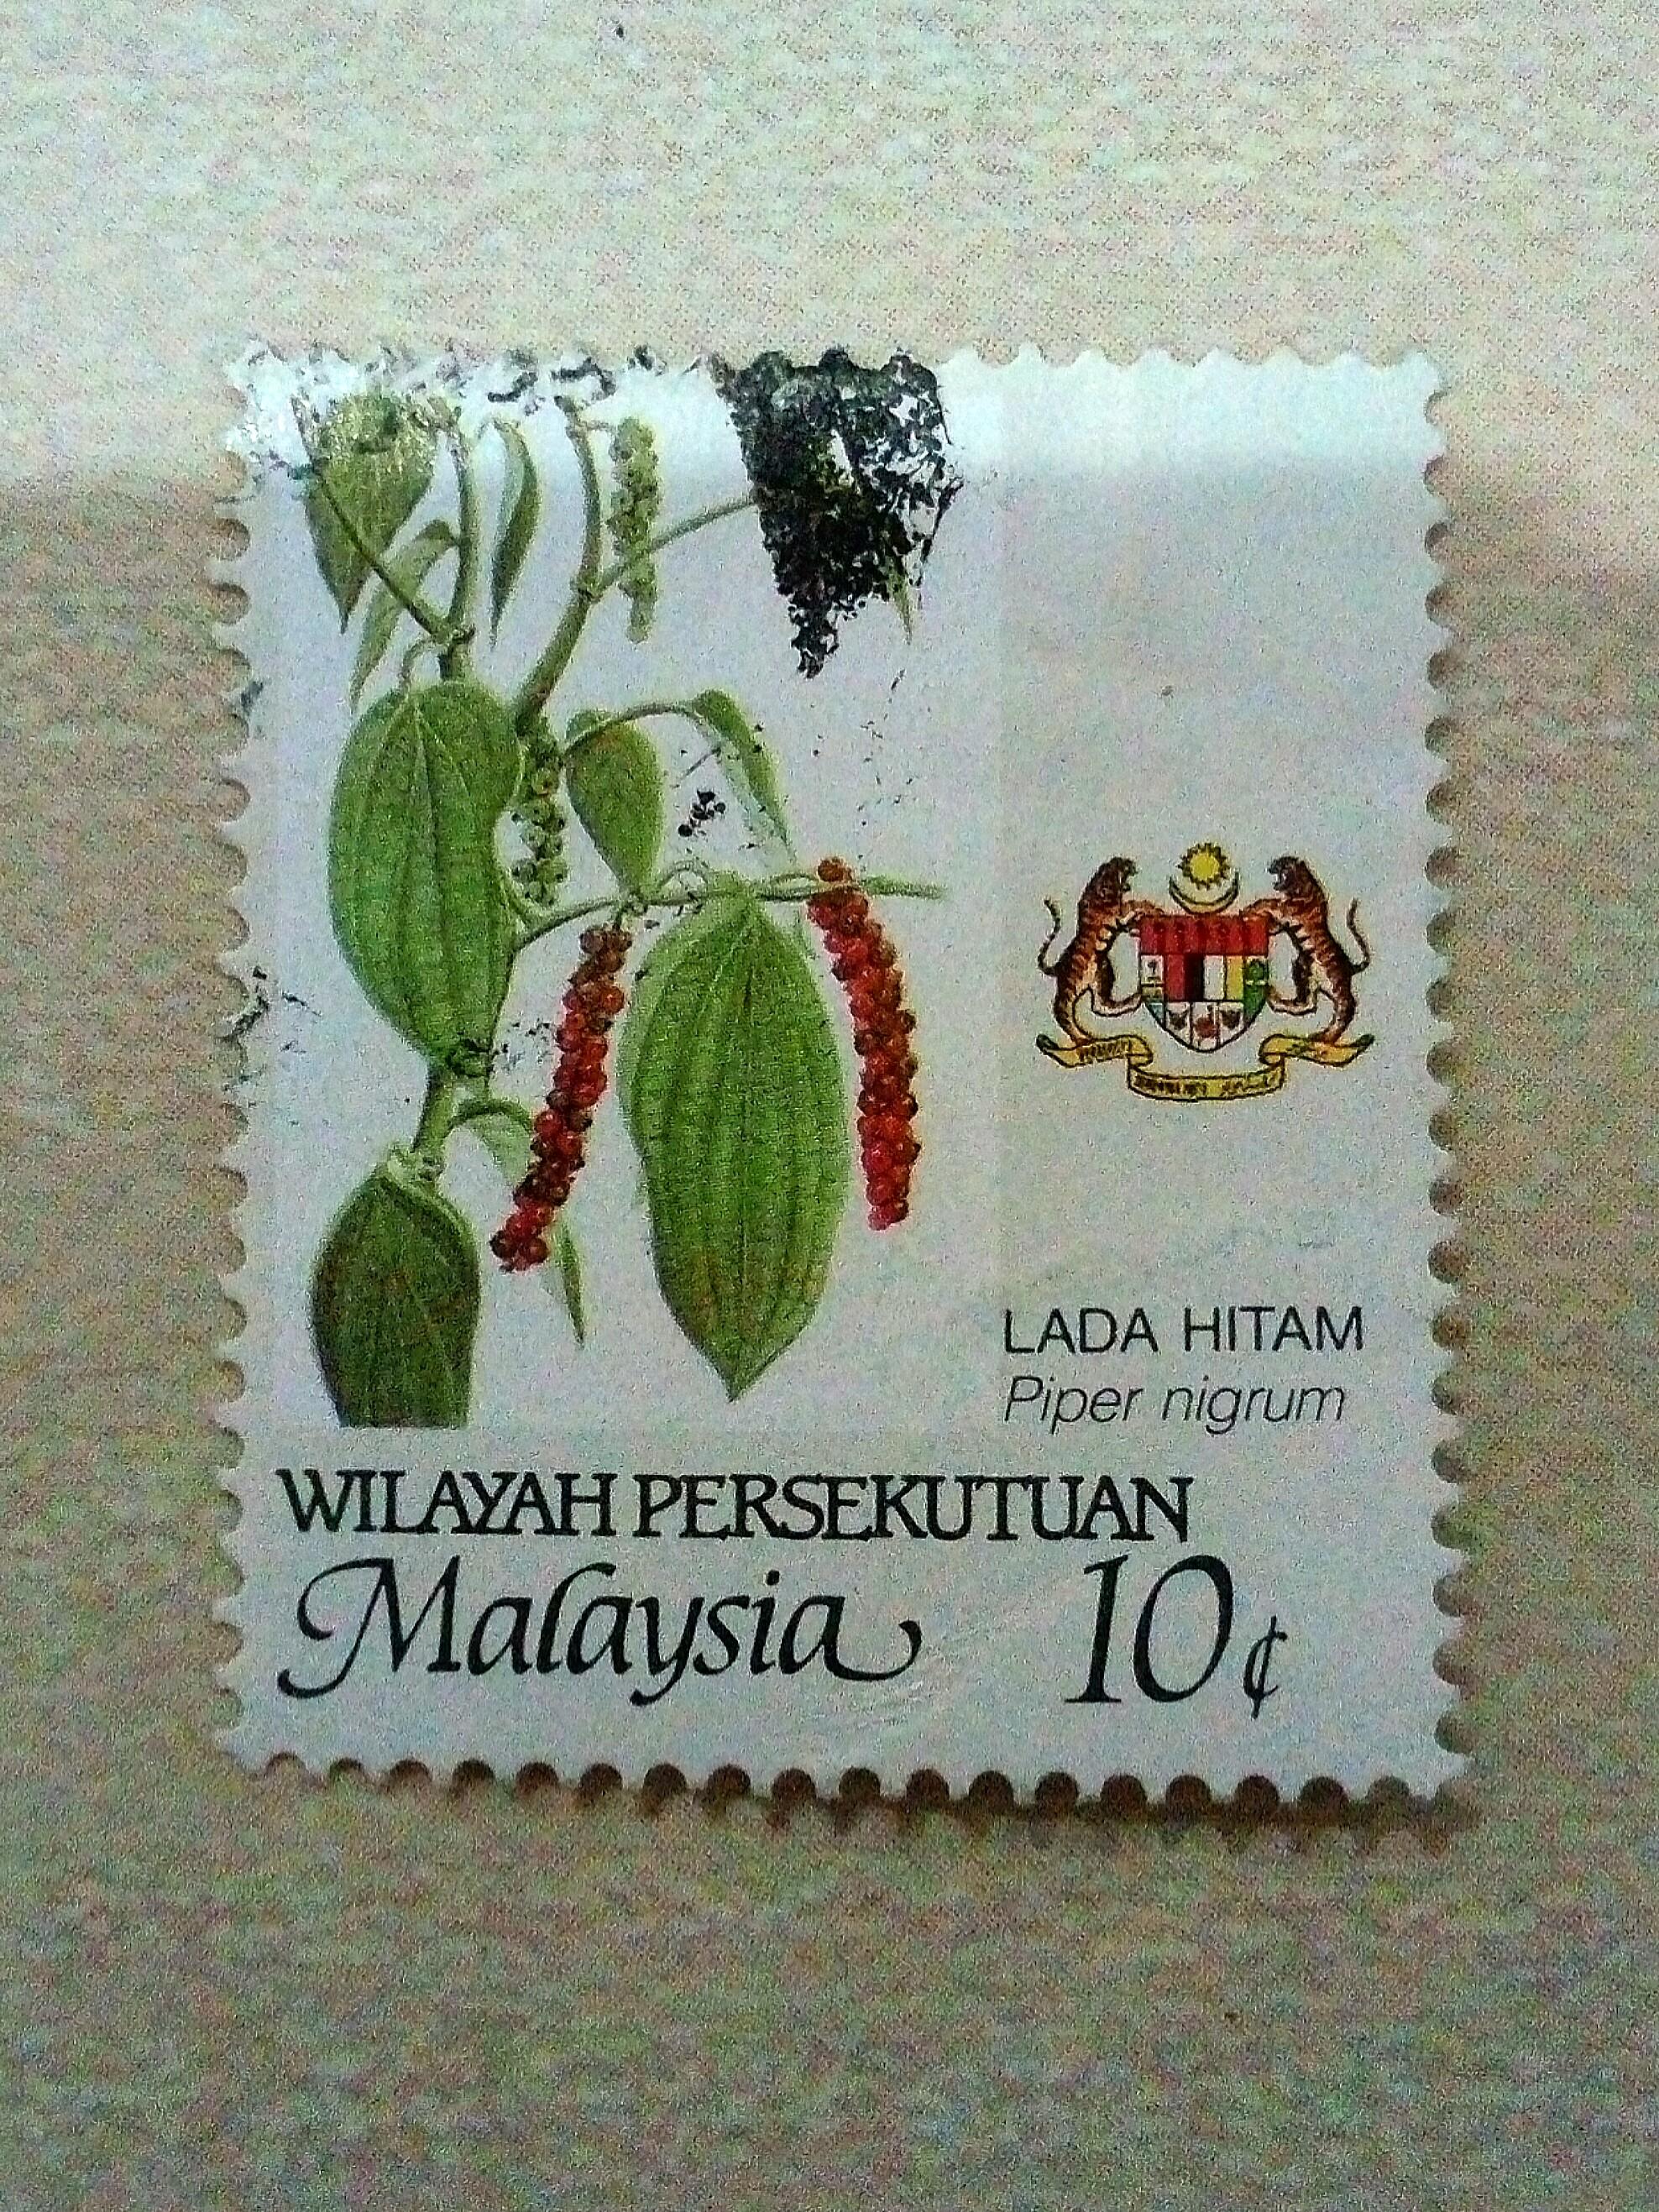 LADA HITAM
Piper nigrum
WILAYAH PERSEKUTUAN
Malaysia 10¢